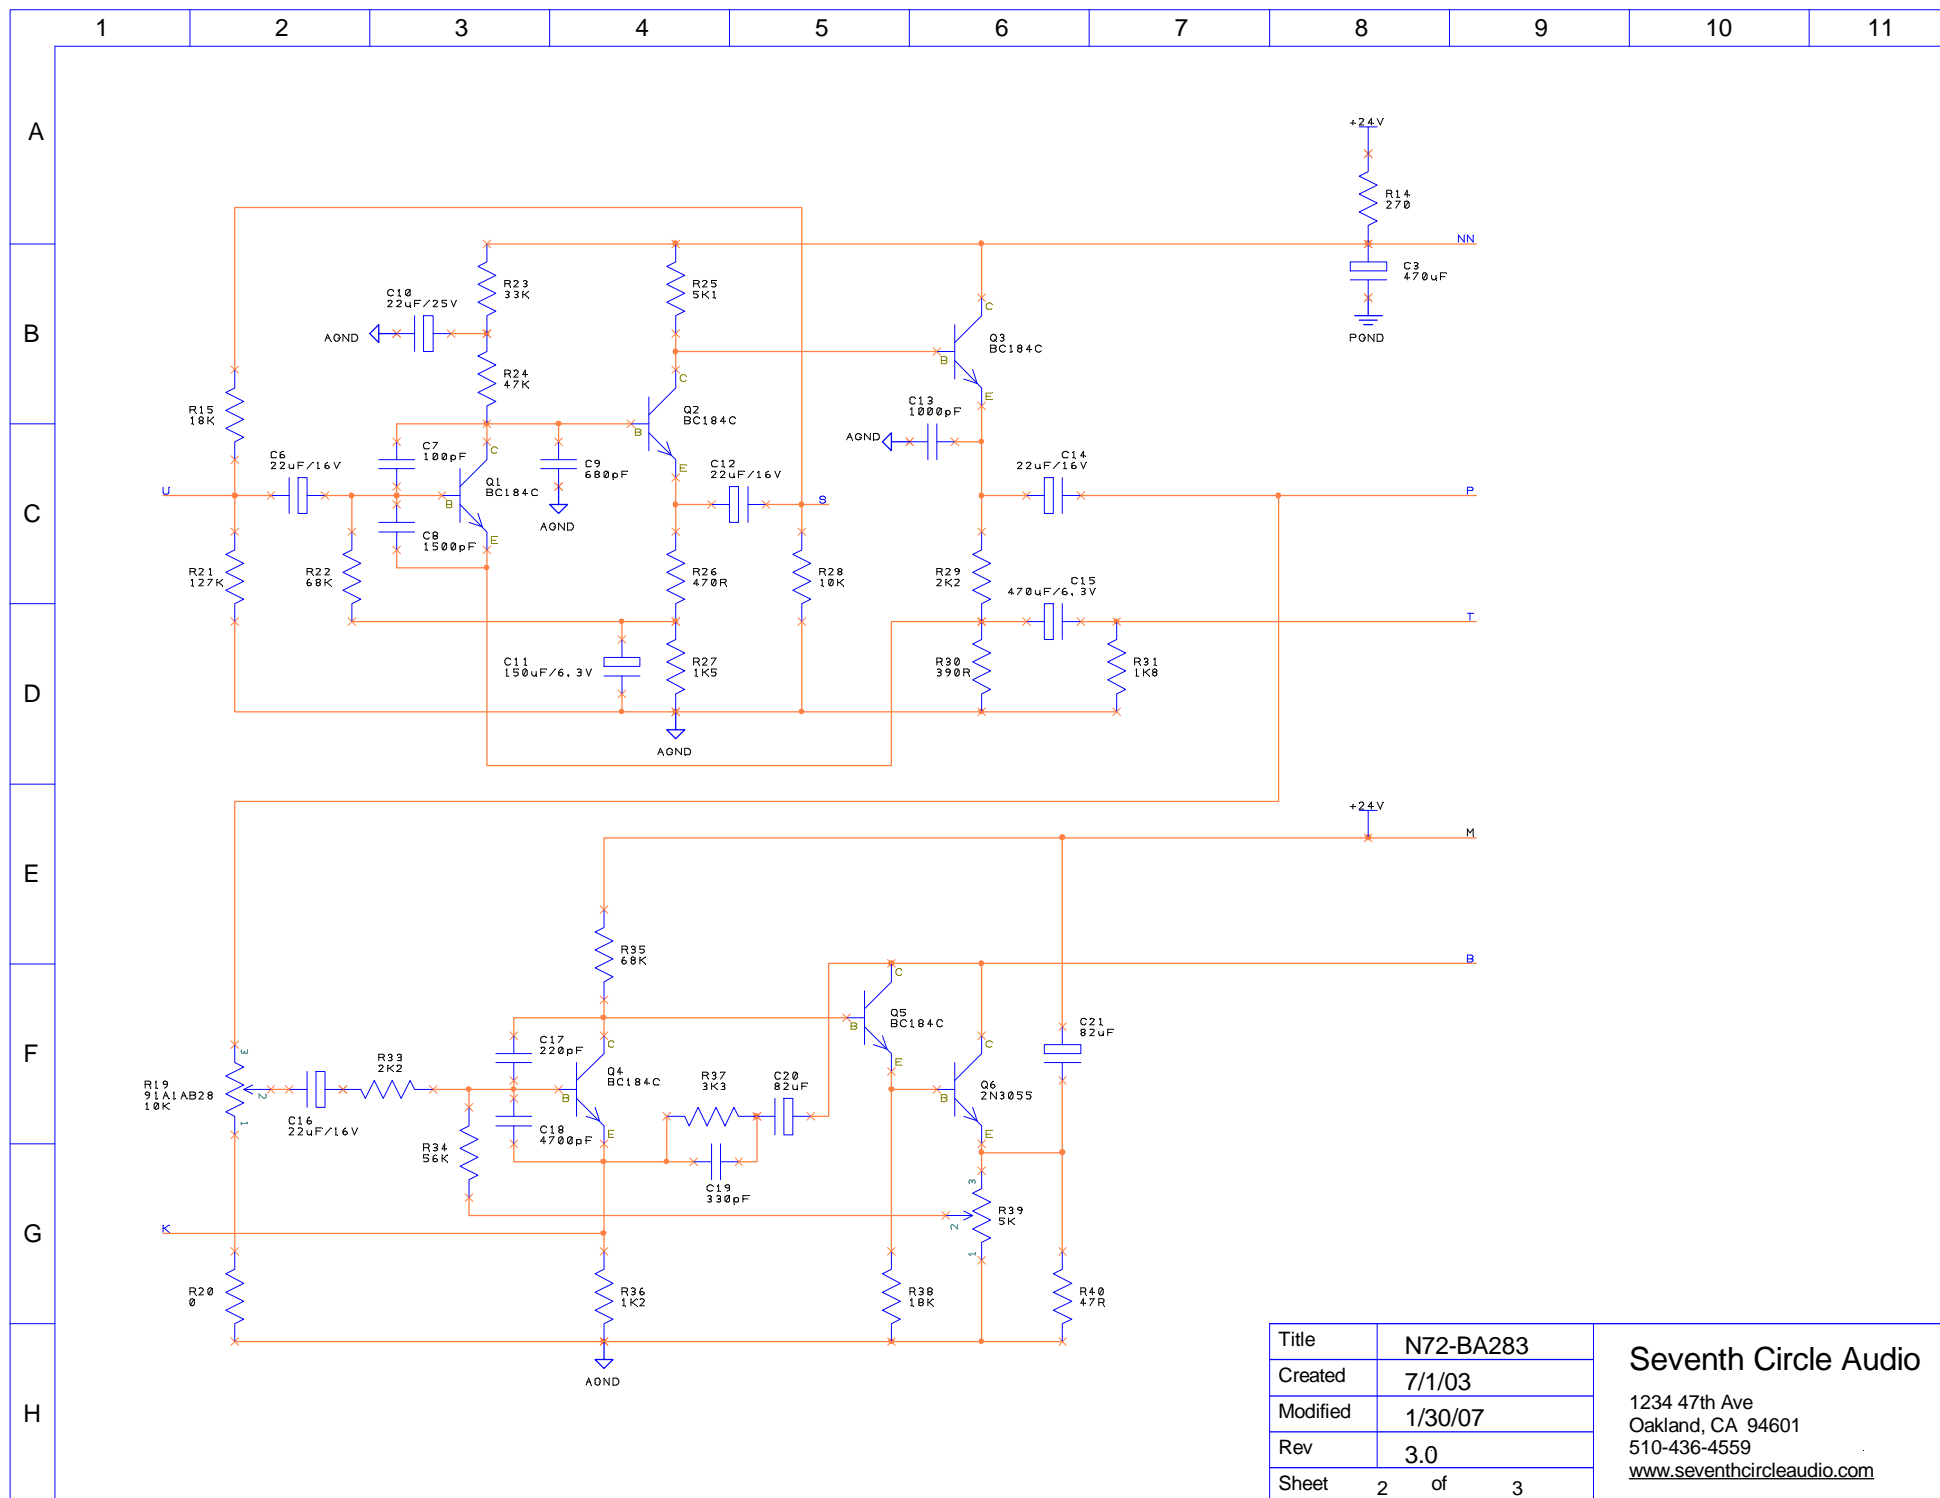 1 2 3 4 5 6 7 8 9 10 11
A
+24V
R14
270
NN
B
C3
470uF
PGND
R23
33K
R25
5K1
C10
22uF/25V
AGND
C
Q3
BC184C
B
E
R24
47K
C
Q2
BC184C
B
E
R15
18K
C13
1000pF
AGND
C
C6
22uF/16V
C7
100pF
C
Q1
BC184C
B
E
C9
680pF
AGND
C12
22uF/16V
S
C14
22uF/16V
U
P
C8
1500pF
R21
127K
R22
68K
R26
470R
R28
10K
R29
2K2
C15
470uF/6.3V
T
D
C11
150uF/6.3V
R27
1K5
R30
390R
R31
1K8
AGND
+24V
M
E
R35
68K
B
F
C
Q5
BC184C
B
E
C17
220pF
C
Q4
BC184C
B
E
C21
82uF
R33
2K2
R37
3K3
C20
82uF
C
Q6
2N3055
B
E
3
R19
91A1AB28
10K
2
1
C16
22uF/16V
C18
4700pF
R34
56K
C19
330pF
3
R39
5K
2
1
G
K
R20
0
R36
1K2
R38
18K
R40
47R
AGND
H
Title N72-BA283
Created 7/1/03
Modified 1/30/07
Rev 3.0
Sheet 2 of 3
Seventh Circle Audio
1234 47th Ave
Oakland, CA 94601
510-436-4559
www.seventhcircleaudio.com